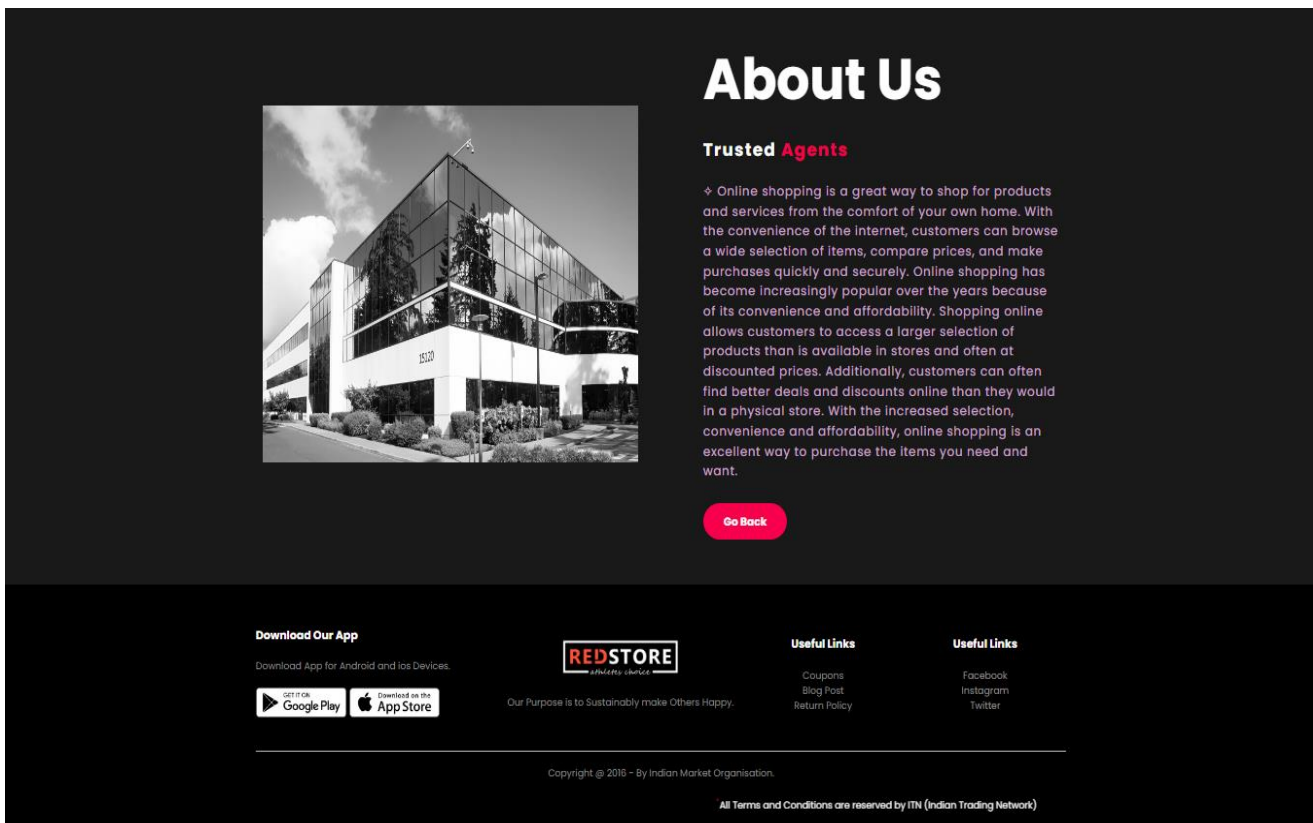 About Us
Trusted Agents
✧ Online shopping is a great way to shop for products
and services from the comfort of your own home. With
the convenience of the internet, customers can browse
a wide selection of items, compare prices, and make
purchases quickly and securely. Online shopping has
become increasingly popular over the years because
of its convenience and affordability. Shopping online
allows customers to access a larger selection of
products than is available in stores and often at
discounted prices. Additionally, customers can often
find better deals and discounts online than they would
in a physical store. With the increased selection,
convenience and affordability, online shopping is an
excellent way to purchase the items you need and
want.
Go Back
15120
Download Our App
Download App for Android and ios Devices.
GET IT ON
Google Play
Download on the
App Store
REDSTORE
athletes choice
Our Purpose is to Sustainably make Others Happy.
Useful Links
Coupons
Blog Post
Return Policy
Useful Links
Facebook
Instagram
Twitter
Copyright @ 2016 - By Indian Market Organisation.
All Terms and Conditions are reserved by ITN (Indian Trading Network)